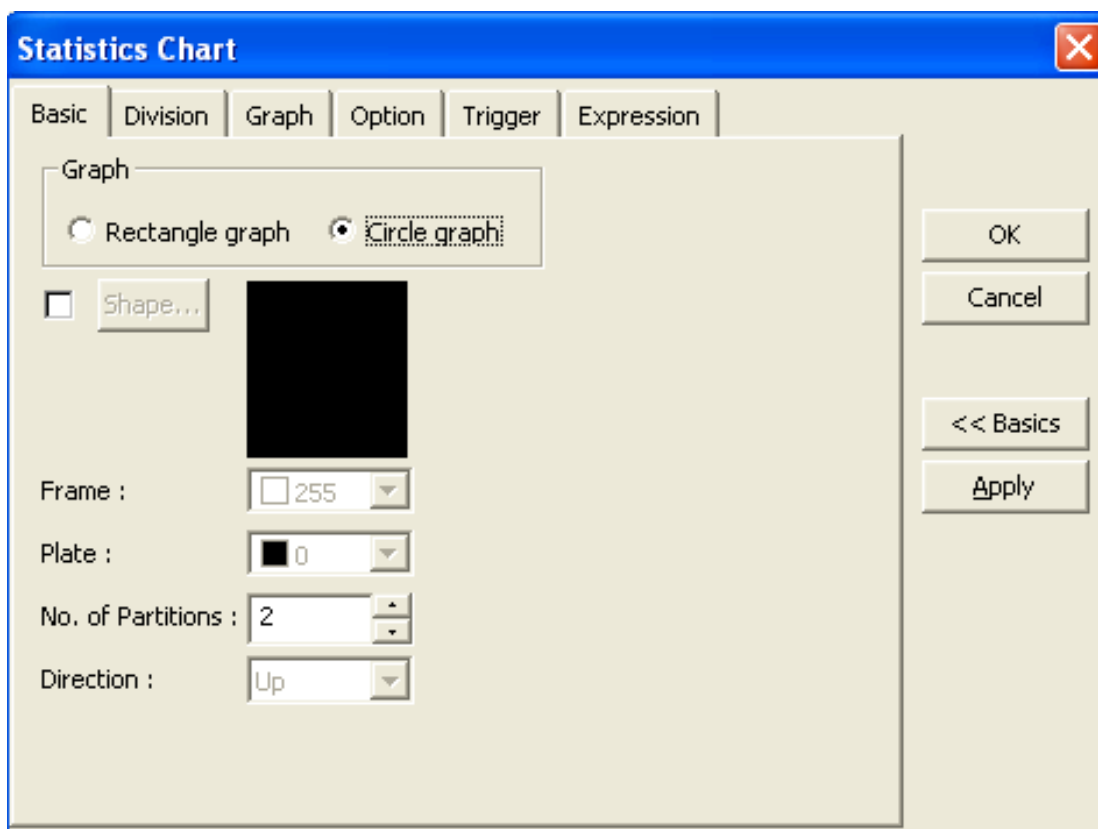 Statistics Chart
Basic Division Graph Option Trigger Expression
Graph
Rectangle graph Circle graph
OK
Shape...
Cancel
<< Basics
Frame : 255
Apply
Plate : 0
No. of Partitions : 2
Direction : Up